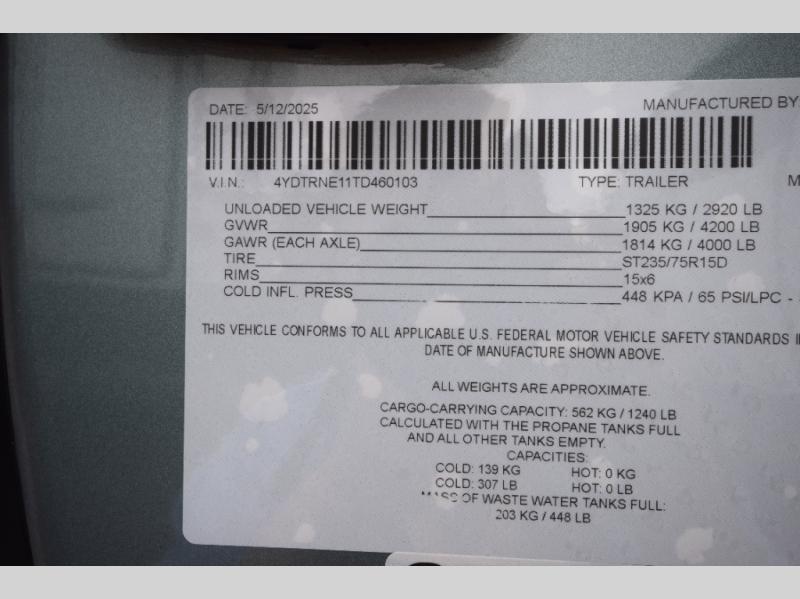 DATE: 5/12/2025 MANUFACTURED BY
V.I.N.: 4YDTRNE11TD460103 TYPE: TRAILER M
UNLOADED VEHICLE WEIGHT 1325 KG / 2920 LB
GVWR 1905 KG / 4200 LB
GAWR (EACH AXLE) 1814 KG / 4000 LB
TIRE ST235/75R15D
RIMS 15x6
COLD INFL. PRESS 448 KPA / 65 PSI/LPC -
THIS VEHICLE CONFORMS TO ALL APPLICABLE U.S. FEDERAL MOTOR VEHICLE SAFETY STANDARDS
DATE OF MANUFACTURE SHOWN ABOVE.
ALL WEIGHTS ARE APPROXIMATE.
CARGO-CARRYING CAPACITY: 562 KG / 1240 LB
CALCULATED WITH THE PROPANE TANKS FULL
AND ALL OTHER TANKS EMPTY.
CAPACITIES:
COLD: 139 KG HOT: 0 KG
COLD: 307 LB HOT: 0 LB
MASS OF WASTE WATER TANKS FULL:
203 KG / 448 LB